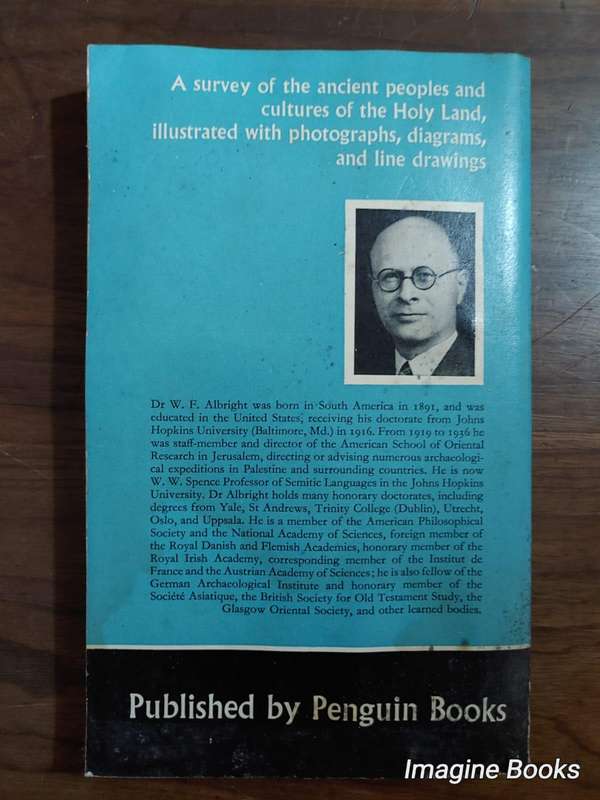 A survey of the ancient peoples and
cultures of the Holy Land,
illustrated with photographs, diagrams,
and line drawings
Dr W. F. Albright was born in South America in 1891, and was
educated in the United States, receiving his doctorate from Johns
Hopkins University (Baltimore, Md.) in 1916. From 1919 to 1936 he
was staff-member and director of the American School of Oriental
Research in Jerusalem, directing or advising numerous archaeologi-
cal expeditions in Palestine and surrounding countries. He is now
W. W. Spence Professor of Semitic Languages in the Johns Hopkins
University. Dr Albright holds many honorary doctorates, including
degrees from Yale, St Andrews, Trinity College (Dublin), Utrecht,
Oslo, and Uppsala. He is a member of the American Philosophical
Society and the National Academy of Sciences, foreign member of
the Royal Danish and Flemish Academies, honorary member of the
Royal Irish Academy, corresponding member of the Institut de
France and the Austrian Academy of Sciences; he is also fellow of the
German Archaeological Institute and honorary member of the
Société Asiatique, the British Society for Old Testament Study, the
Glasgow Oriental Society, and other learned bodies.
Published by Penguin Books
Imagine Books